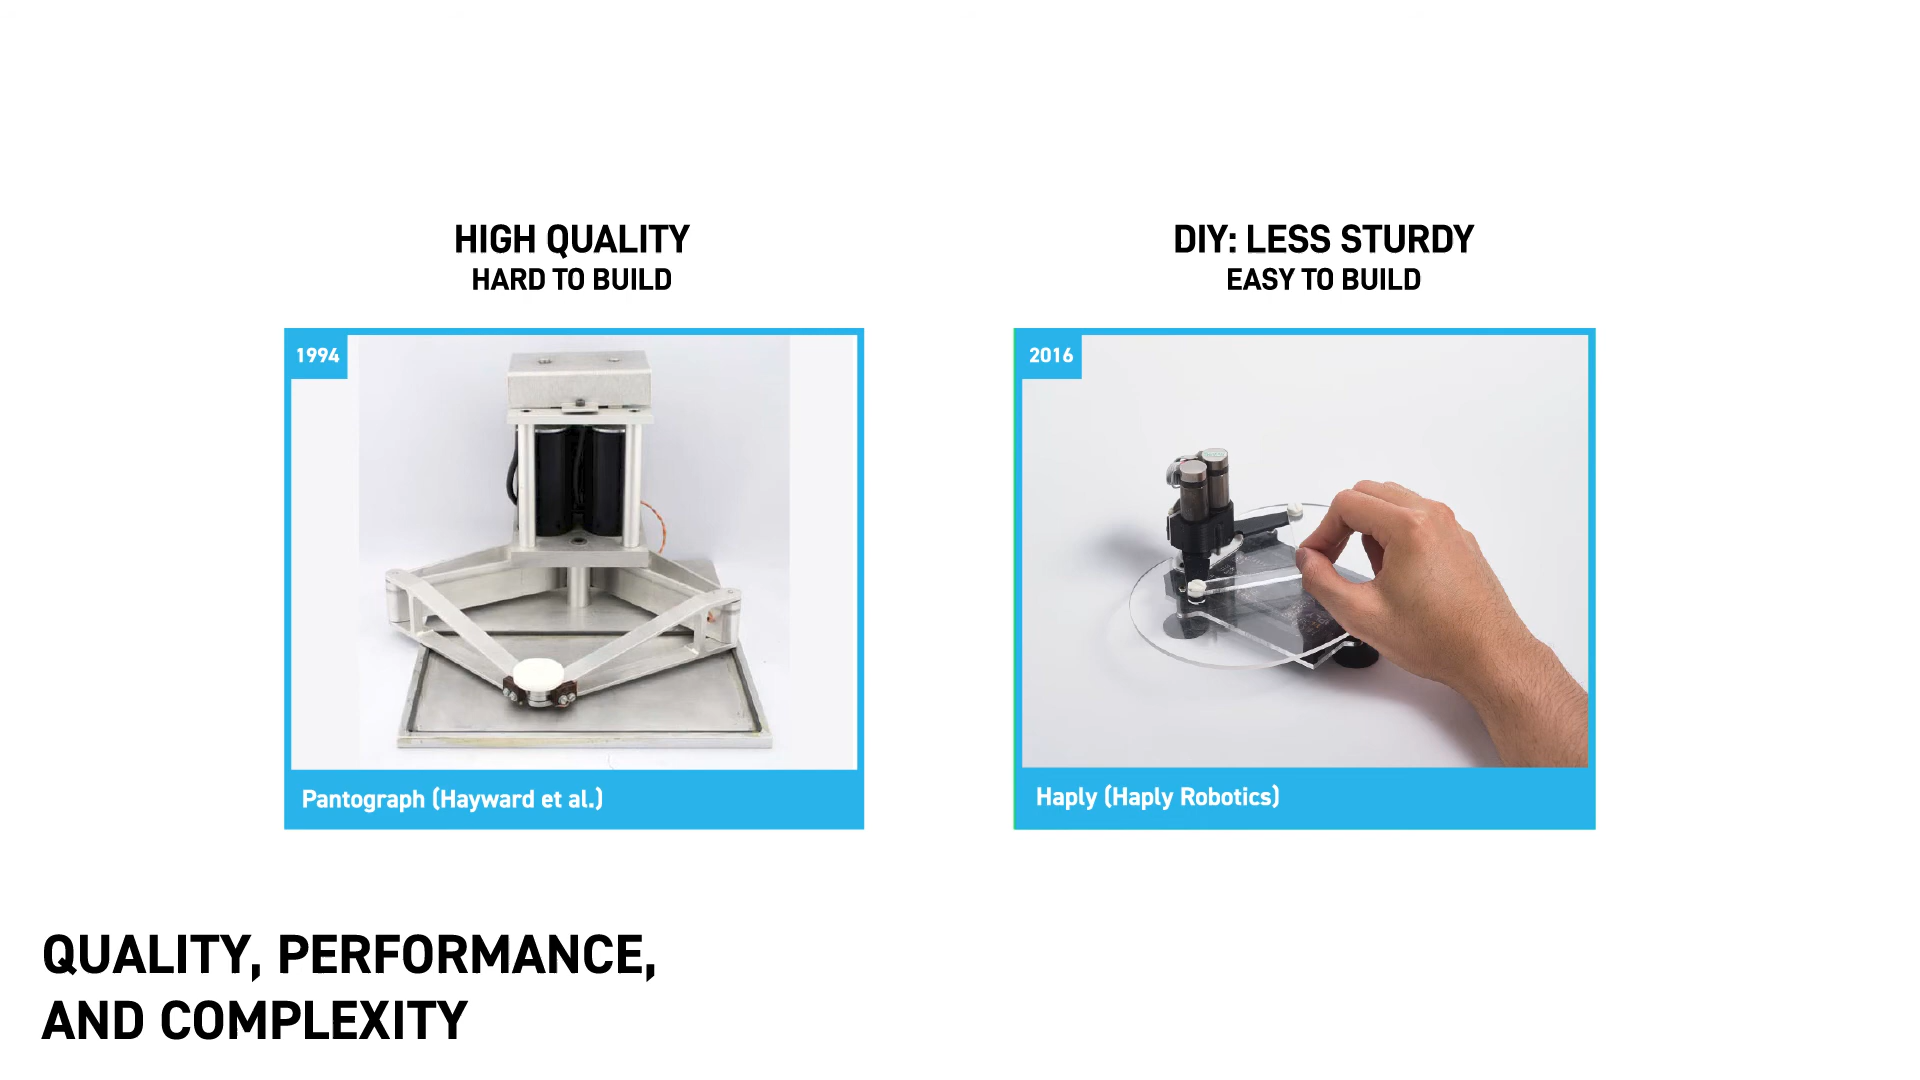 HIGH QUALITY
HARD TO BUILD
1994
Pantograph (Hayward et al.)
DIY: LESS STURDY
EASY TO BUILD
2016
Haply (Haply Robotics)
QUALITY, PERFORMANCE,
AND COMPLEXITY